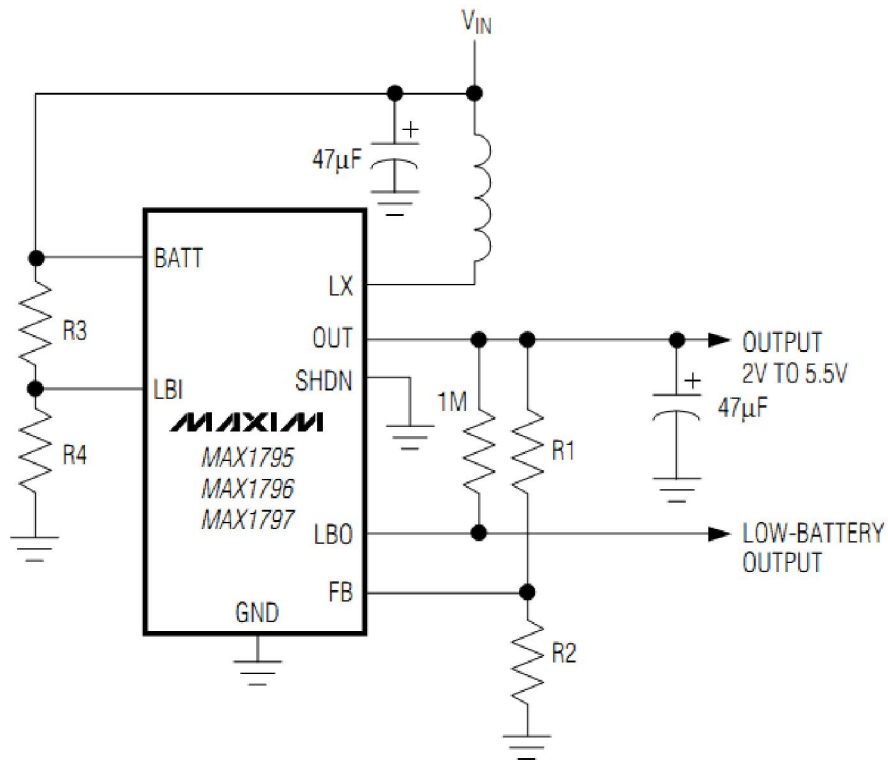 VIN
+
47µF
BATT
LX
R3
OUT
OUTPUT
2V TO 5.5V
SHDN
LBI
1M
+
47µF
MAXIM
R1
R4
MAX1795
MAX1796
MAX1797
LBO
LOW-BATTERY
OUTPUT
FB
GND
R2